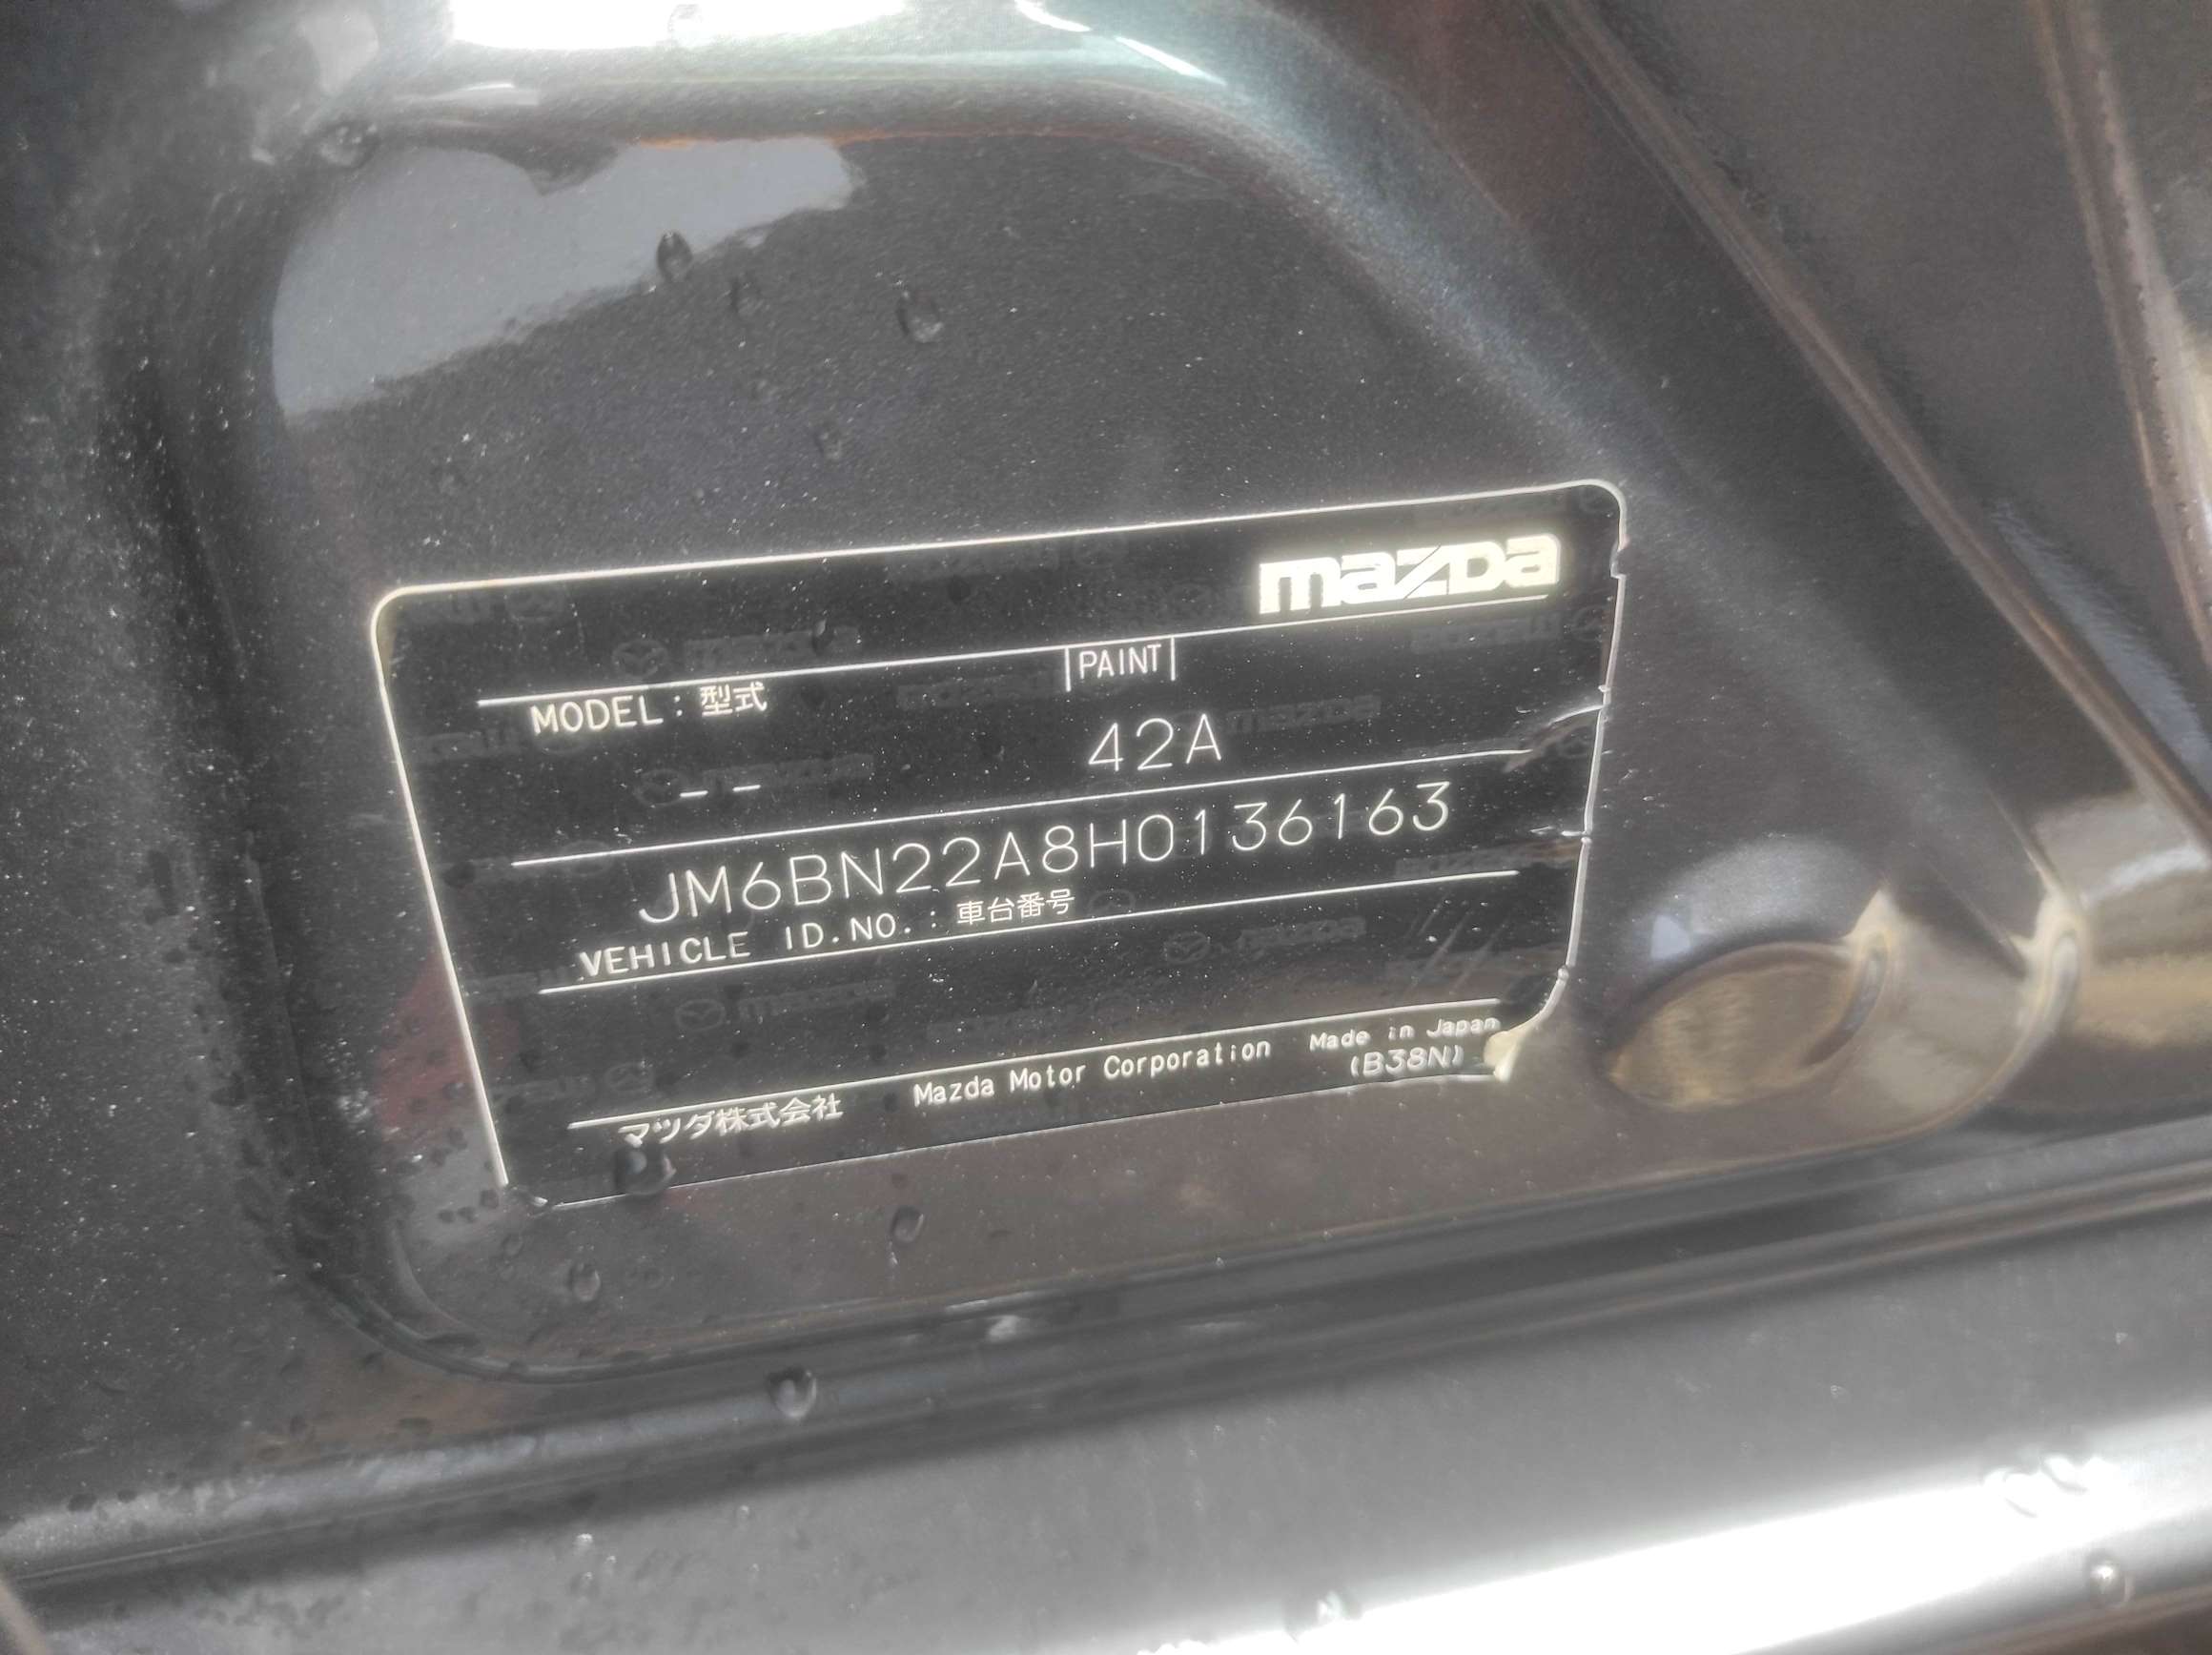 mazda
PAINT
MODEL : 型式
42A
- -
JM6BN22A8H0136163
VEHICLE ID.NO. : 車台番号
マツダ株式会社 Mazda Motor Corporation Made in Japan
(B38N)